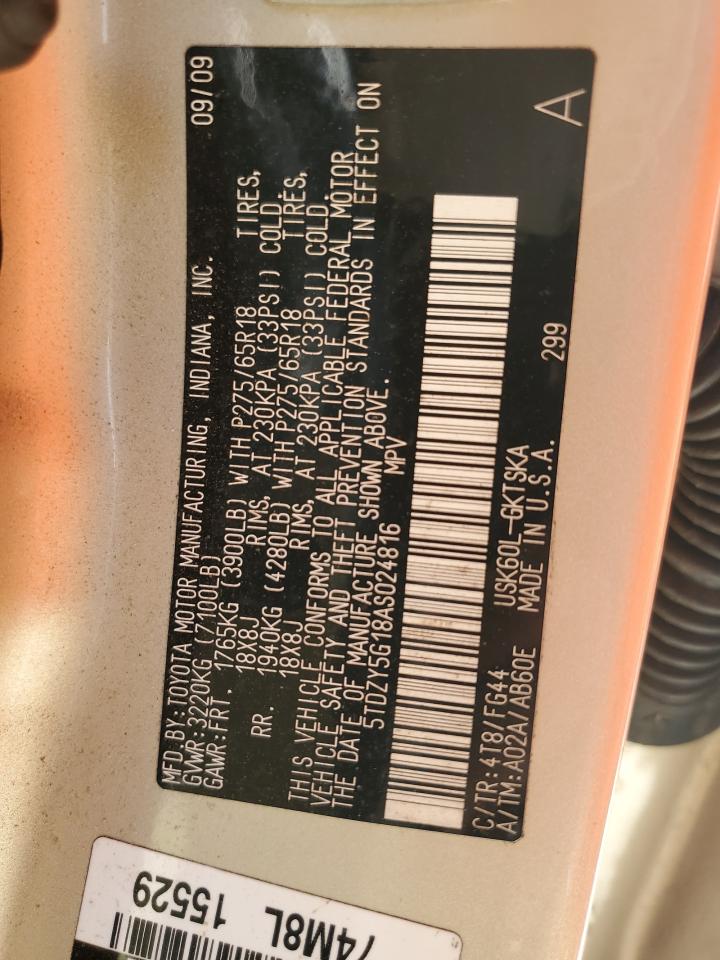 MFD.BY:TOYOTA MOTOR MANUFACTURING, INDIANA, INC. 09/09
GVWR:3220KG (7100LB)
GAWR:FRT. 1765KG (3900LB) WITH P275/65R18 TIRES,
18X8J RIMS, AT 230KPA (33PSI) COLD.
RR. 1940KG (4280LB) WITH P275/65R18 TIRES,
18X8J RIMS, AT 230KPA (33PSI) COLD.
THIS VEHICLE CONFORMS TO ALL APPLICABLE FEDERAL MOTOR
VEHICLE SAFETY AND THEFT PREVENTION STANDARDS IN EFFECT ON
THE DATE OF MANUFACTURE SHOWN ABOVE.
5TDZY5G18AS024816 MPV
C/TR:4T8/FG44 USK60L-GKTSKA
A/TM:A02A/AB60E MADE IN U.S.A. 299 A
15529
74M8L